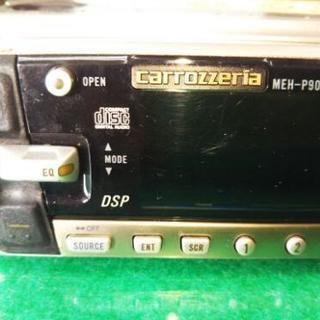 OPEN
carrozzeria
MEH-P90
COMPACT
disc
DIGITAL AUDIO
MODE
EQ
DSP
OFF
SOURCE
ENT
SCR
1
2